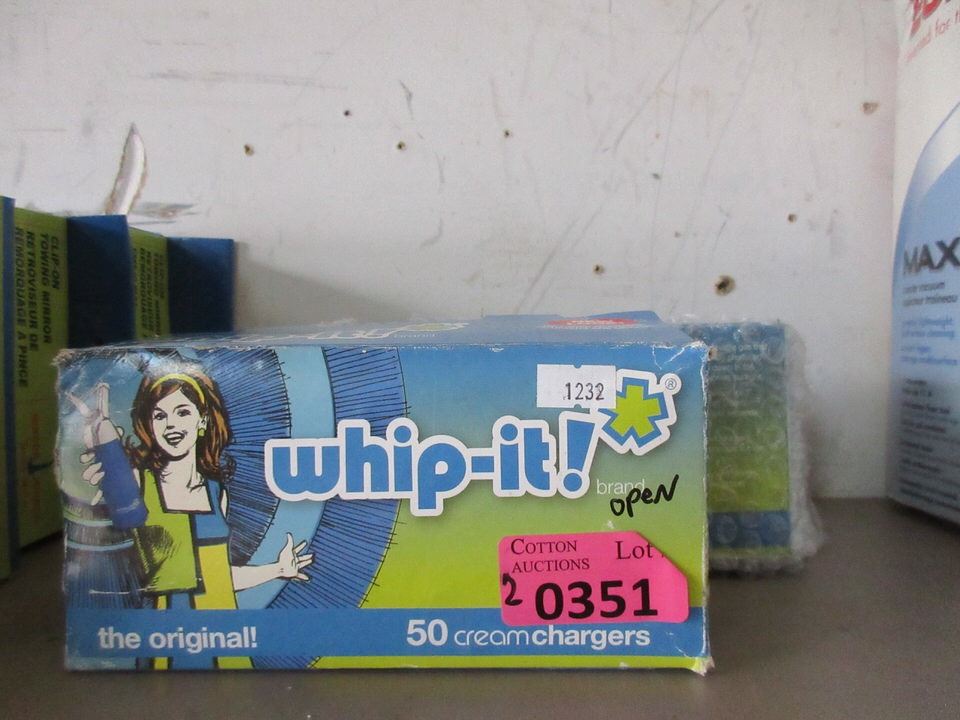 CLIP-ON
TOWING MIRROR
RÉTROVISEUR DE
REMORQUAGE À PINCE
1232
whip-it!
®
brand
open
COTTON
AUCTIONS
Lot
2 0351
the original!
50 creamchargers
MAX